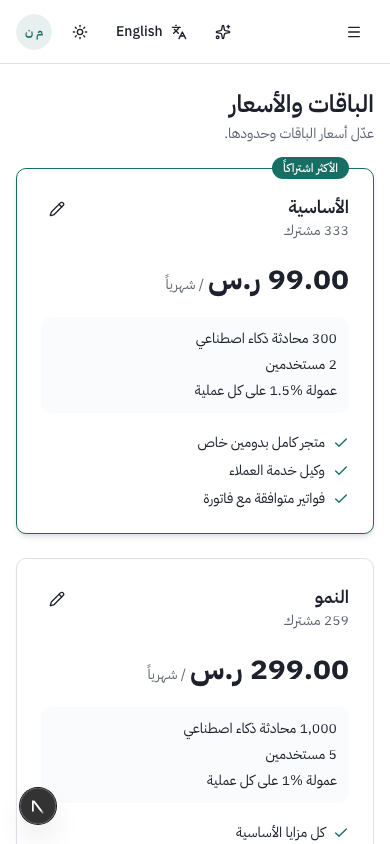 م ن
English
الباقات والأسعار
عدّل أسعار الباقات وحدودها.
الأكثر اشتراكاً
الأساسية
333 مشترك
99.00 ر.س / شهرياً
300 محادثة ذكاء اصطناعي
2 مستخدمين
عمولة 1.5% على كل عملية
متجر كامل بدومين خاص
وكيل خدمة العملاء
فواتير متوافقة مع فاتورة
النمو
259 مشترك
299.00 ر.س / شهرياً
1,000 محادثة ذكاء اصطناعي
5 مستخدمين
عمولة 1% على كل عملية
كل مزايا الأساسية